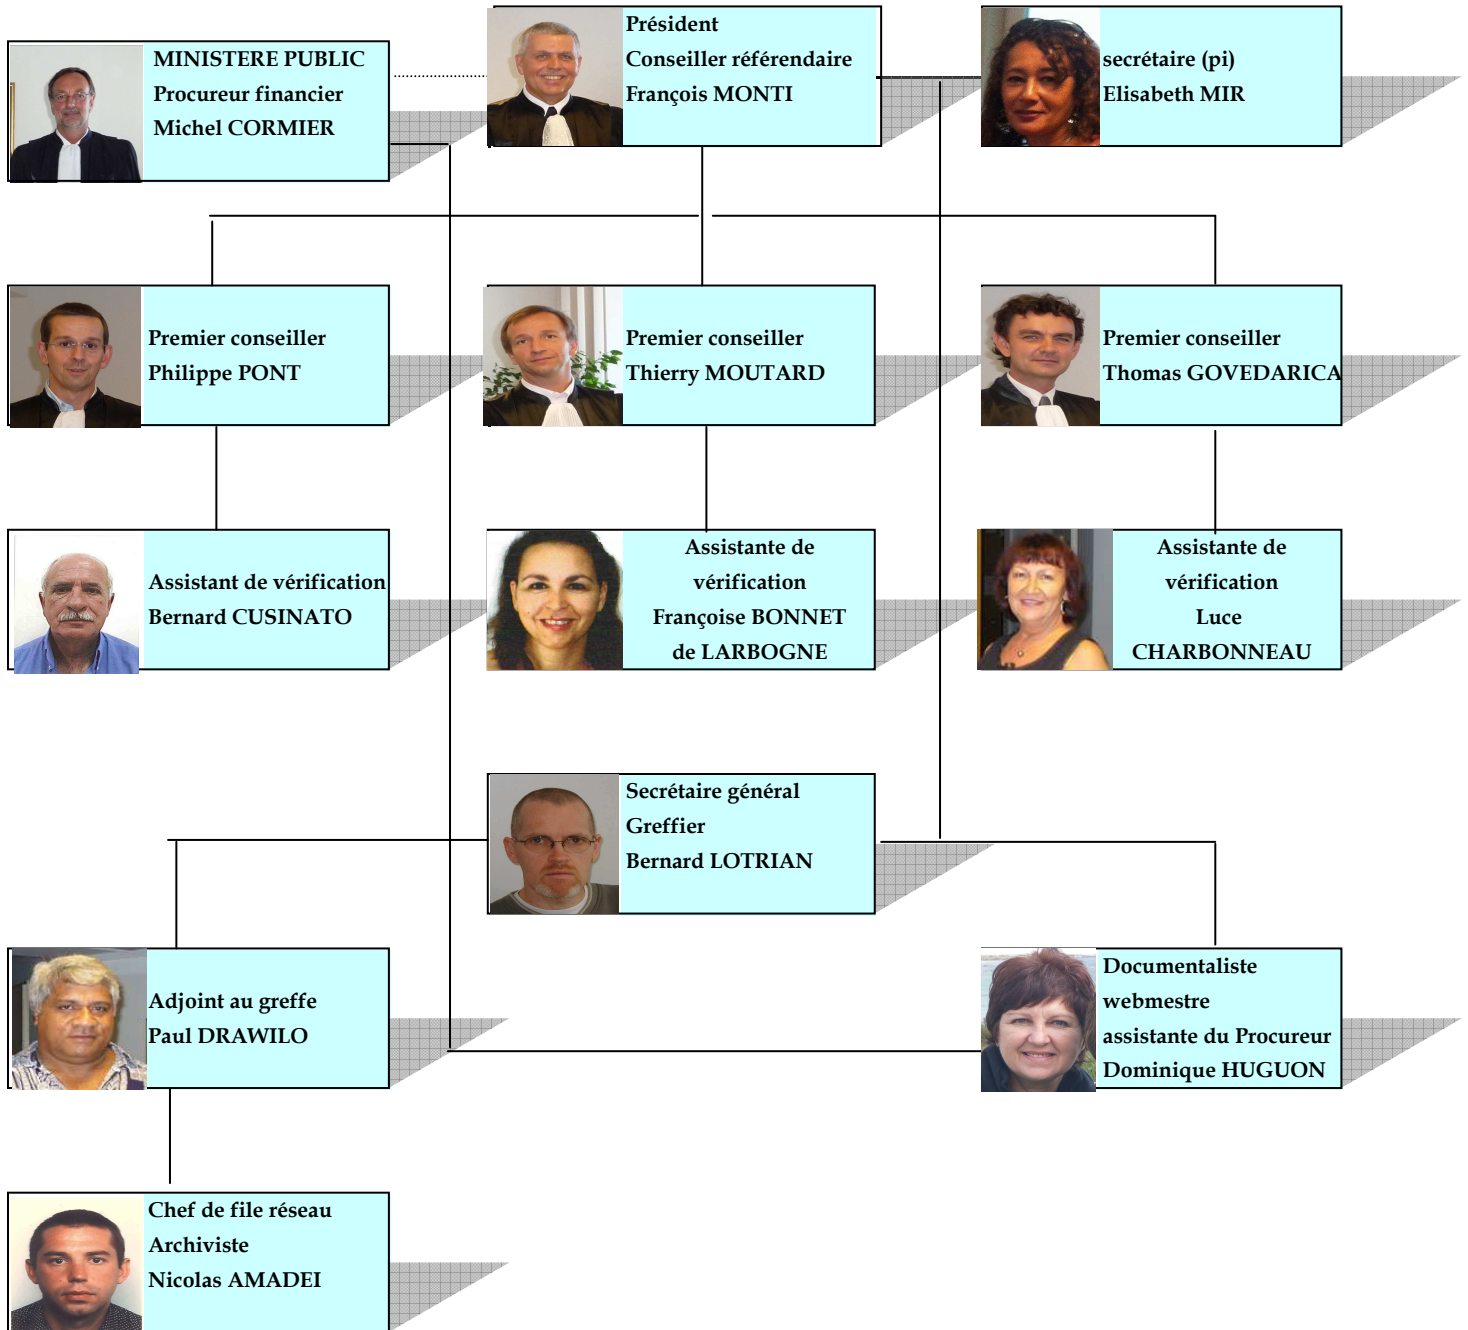 MINISTERE PUBLIC
Procureur financier
Michel CORMIER
Président
Conseiller référendaire
François MONTI
secrétaire (pi)
Elisabeth MIR
Premier conseiller
Philippe PONT
Premier conseiller
Thierry MOUTARD
Premier conseiller
Thomas GOVEDARICA
Assistant de vérification
Bernard CUSINATO
Assistante de
vérification
Françoise BONNET
de LARBOGNE
Assistante de
vérification
Luce
CHARBONNEAU
Secrétaire général
Greffier
Bernard LOTRIAN
Adjoint au greffe
Paul DRAWILO
Documentaliste
webmestre
assistante du Procureur
Dominique HUGUON
Chef de file réseau
Archiviste
Nicolas AMADEI